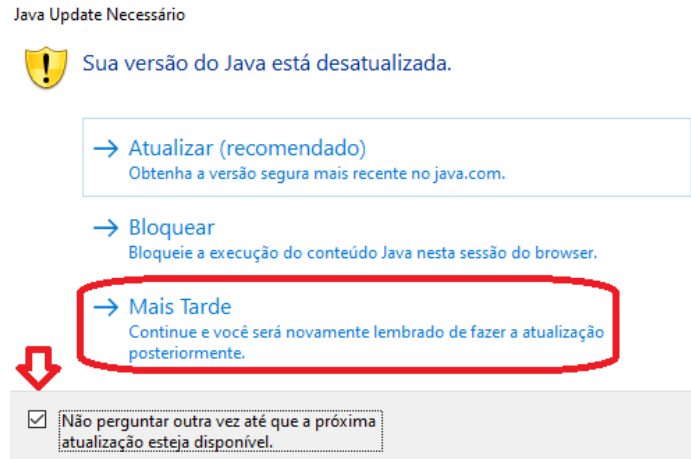 Java Update Necessário
Sua versão do Java está desatualizada.
Atualizar (recomendado)
Obtenha a versão segura mais recente no java.com.
Bloquear
Bloqueie a execução do conteúdo Java nesta sessão do browser.
Mais Tarde
Continue e você será novamente lembrado de fazer a atualização
posteriormente.
Não perguntar outra vez até que a próxima
atualização esteja disponível.